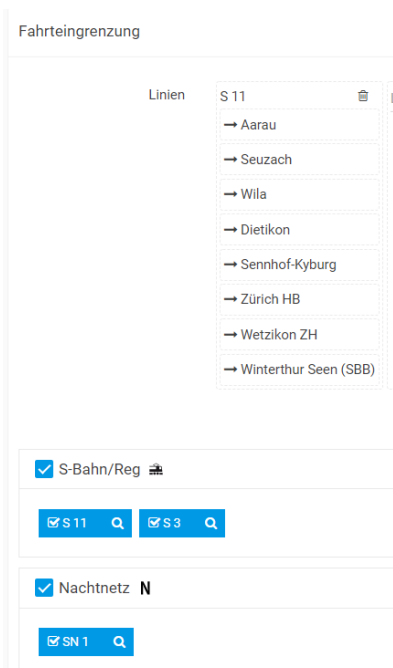 Fahrteingrenzung
Linien
S 11
→ Aarau
→ Seuzach
→ Wila
→ Dietikon
→ Sennhof-Kyburg
→ Zürich HB
→ Wetzikon ZH
→ Winterthur Seen (SBB)
S-Bahn/Reg
S 11 S 3
Nachtnetz N
SN 1